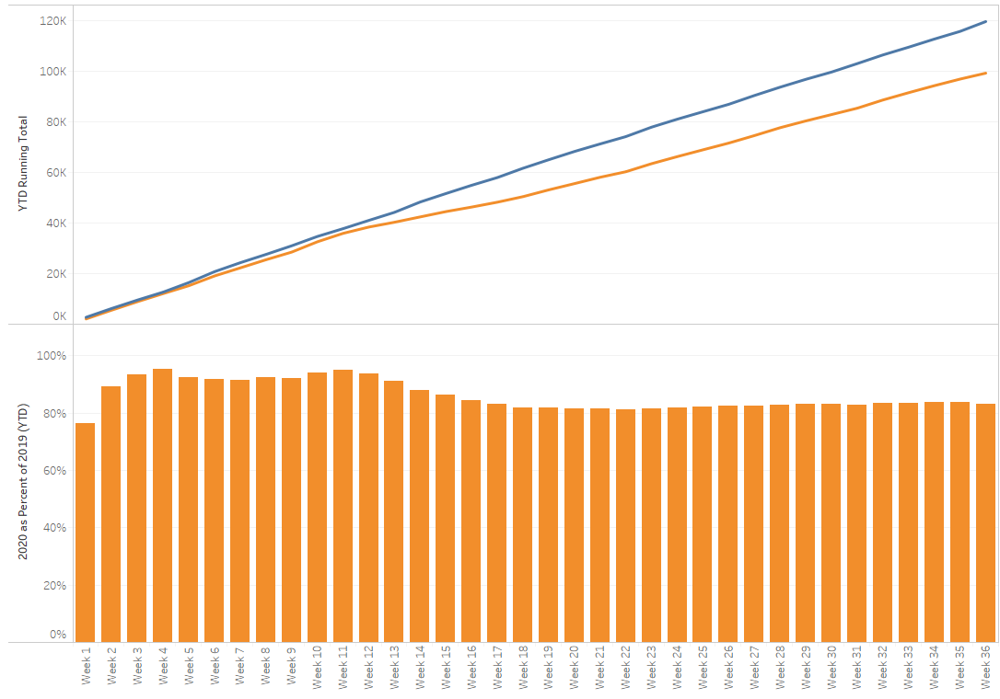 YTD Running Total
120K
100K
80K
60K
40K
20K
0K
2020 as Percent of 2019 (YTD)
100%
80%
60%
40%
20%
0%
Week 1
Week 2
Week 3
Week 4
Week 5
Week 6
Week 7
Week 8
Week 9
Week 10
Week 11
Week 12
Week 13
Week 14
Week 15
Week 16
Week 17
Week 18
Week 19
Week 20
Week 21
Week 22
Week 23
Week 24
Week 25
Week 26
Week 27
Week 28
Week 29
Week 30
Week 31
Week 32
Week 33
Week 34
Week 35
Week 36